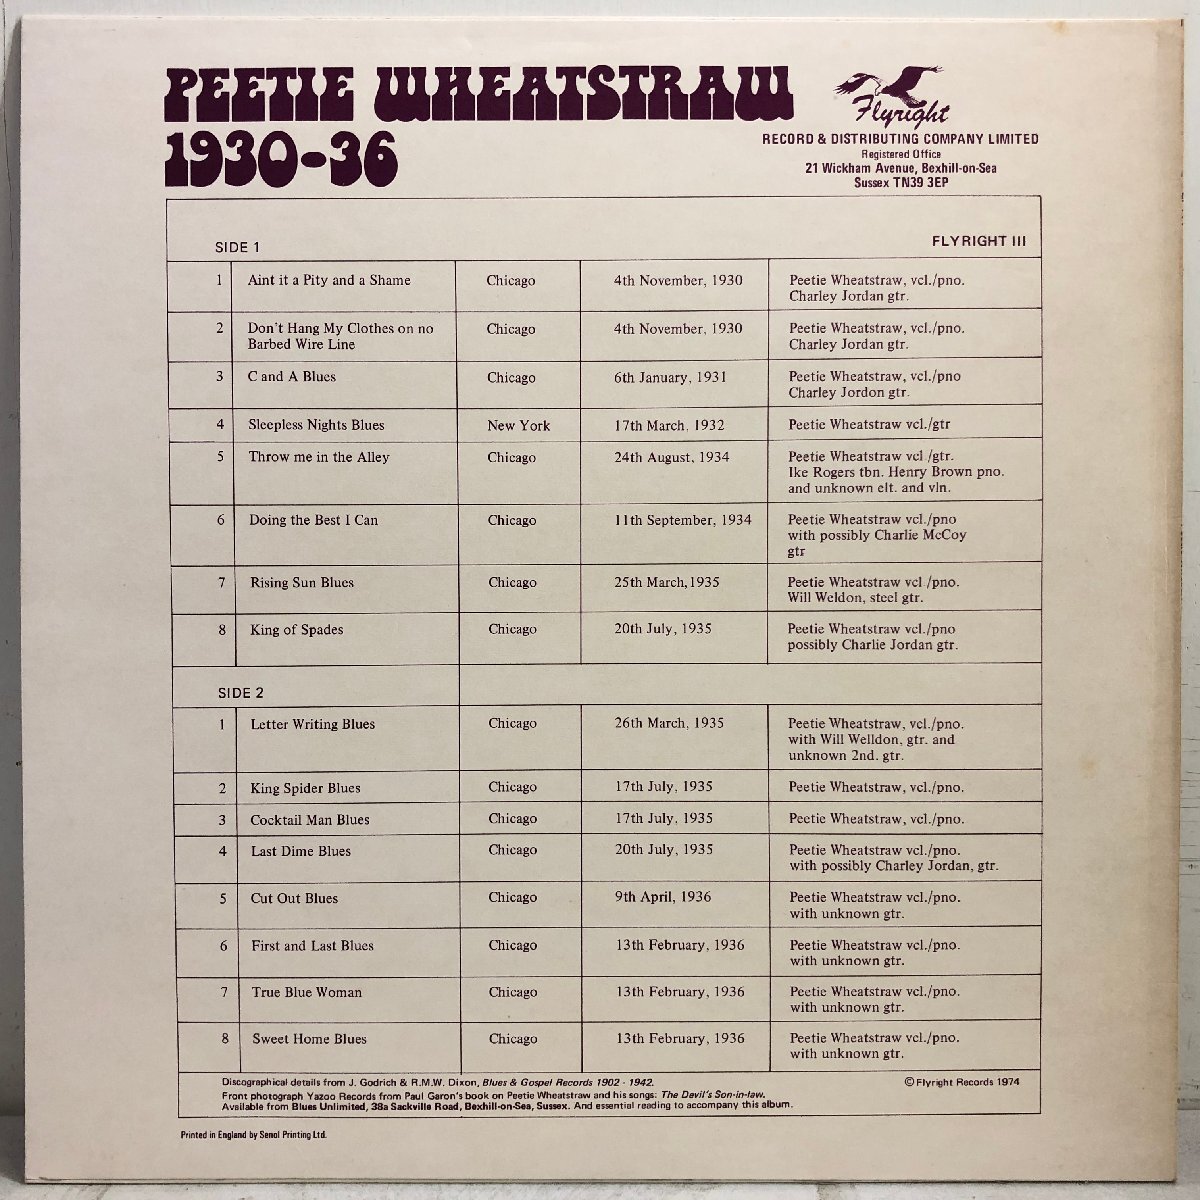 PEETIE WHEATSTRAW
1930-36
Flyright
RECORD & DISTRIBUTING COMPANY LIMITED
Registered Office
21 Wickham Avenue, Bexhill-on-Sea
Sussex TN39 3EP
SIDE 1 FLYRIGHT III
1 Aint it a Pity and a Shame Chicago 4th November, 1930 Peetie Wheatstraw, vcl./pno.
Charley Jordan gtr.
2 Don't Hang My Clothes on no Chicago 4th November, 1930 Peetie Wheatstraw, vcl./pno.
Barbed Wire Line Charley Jordan gtr.
3 C and A Blues Chicago 6th January, 1931 Peetie Wheatstraw, vcl./pno
Charley Jordon gtr.
4 Sleepless Nights Blues New York 17th March, 1932 Peetie Wheatstraw vcl./gtr
5 Throw me in the Alley Chicago 24th August, 1934 Peetie Wheatstraw vcl /gtr.
Ike Rogers tbn. Henry Brown pno.
and unknown clt. and vln.
6 Doing the Best I Can Chicago 11th September, 1934 Peetie Wheatstraw vcl./pno
with possibly Charlie McCoy
gtr
7 Rising Sun Blues Chicago 25th March, 1935 Peetie Wheatstraw vcl /pno.
Will Weldon, steel gtr.
8 King of Spades Chicago 20th July, 1935 Peetie Wheatstraw vcl./pno
possibly Charlie Jordan gtr.
SIDE 2
1 Letter Writing Blues Chicago 26th March, 1935 Peetie Wheatstraw, vcl./pno.
with Will Welldon, gtr. and
unknown 2nd. gtr.
2 King Spider Blues Chicago 17th July, 1935 Peetie Wheatstraw, vcl./pno.
3 Cocktail Man Blues Chicago 17th July, 1935 Peetie Wheatstraw, vcl./pno.
4 Last Dime Blues Chicago 20th July, 1935 Peetie Wheatstraw vcl./pno.
with possibly Charley Jordan, gtr.
5 Cut Out Blues Chicago 9th April, 1936 Peetie Wheatstraw vcl./pno.
with unknown gtr.
6 First and Last Blues Chicago 13th February, 1936 Peetie Wheatstraw vcl./pno.
with unknown gtr.
7 True Blue Woman Chicago 13th February, 1936 Peetie Wheatstraw vcl./pno.
with unknown gtr.
8 Sweet Home Blues Chicago 13th February, 1936 Peetie Wheatstraw vcl./pno.
with unknown gtr.
Discographical details from J. Godrich & R.M.W. Dixon, Blues & Gospel Records 1902 - 1942. © Flyright Records 1974
Front photograph Yazoo Records from Paul Garon's book on Peetie Wheatstraw and his songs: The Devil's Son-in-law.
Available from Blues Unlimited, 38a Sackville Road, Bexhill-on-Sea, Sussex. And essential reading to accompany this album.
Printed in England by Senol Printing Ltd.